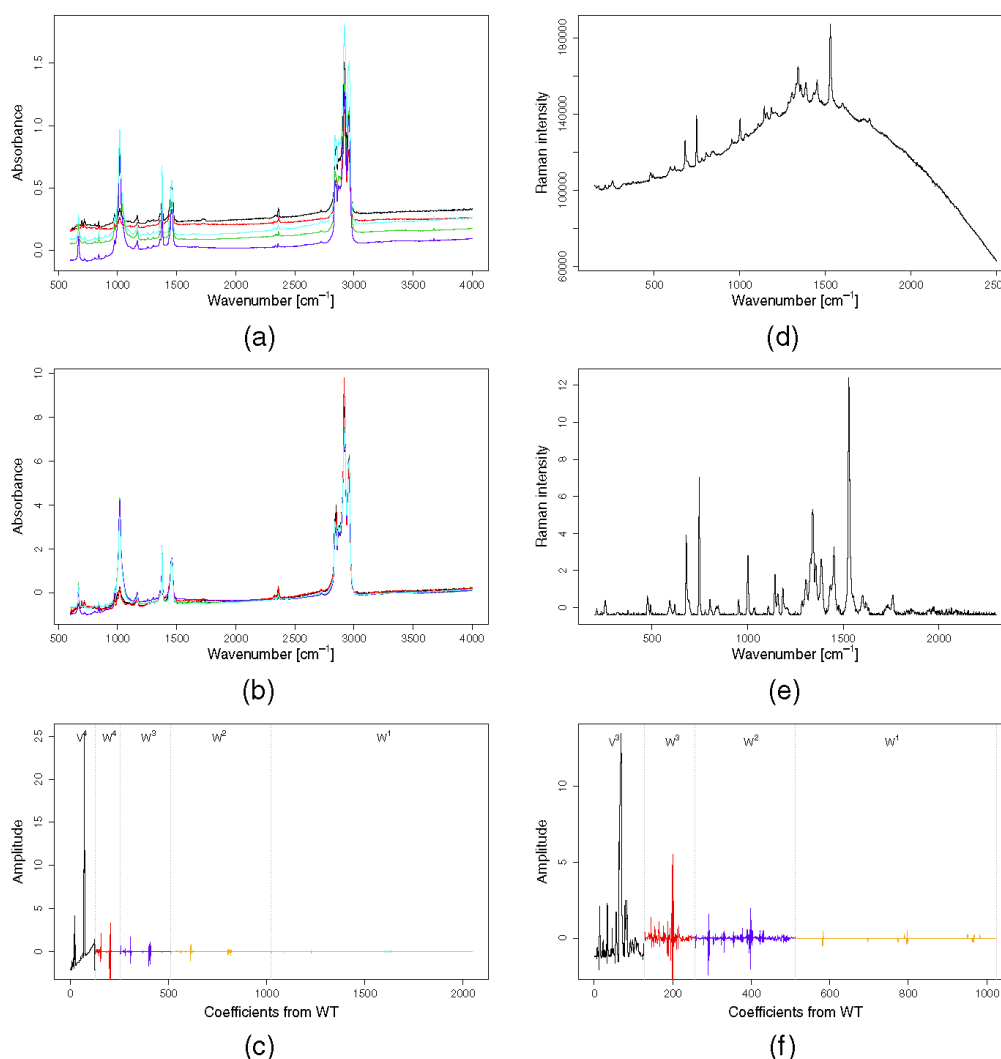 Absorbance
0.0 0.5 1.0 1.5
500 1000 1500 2000 2500 3000 3500 4000
Wavenumber [cm⁻¹]
(a)
Raman intensity
60000 100000 140000 180000
500 1000 1500 2000 250
Wavenumber [cm⁻¹]
(d)
Absorbance
0 2 4 6 8 10
500 1000 1500 2000 2500 3000 3500 4000
Wavenumber [cm⁻¹]
(b)
Raman intensity
0 2 4 6 8 10 12
500 1000 1500 2000
Wavenumber [cm⁻¹]
(e)
Amplitude
0 5 10 15 20 25
V⁴ W⁴ W³ W² W¹
0 500 1000 1500 2000
Coefficients from WT
(c)
Amplitude
0 5 10
V³ W³ W² W¹
0 200 400 600 800 1000
Coefficients from WT
(f)